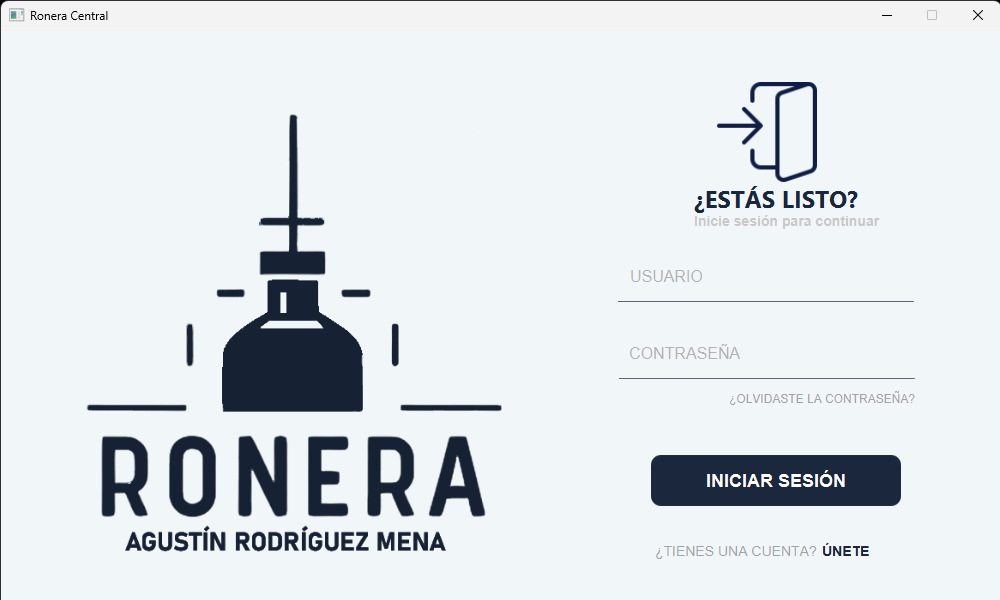 Ronera Central
RONERA
AGUSTÍN RODRÍGUEZ MENA
¿ESTÁS LISTO?
Inicie sesión para continuar
USUARIO
CONTRASEÑA
¿OLVIDASTE LA CONTRASEÑA?
INICIAR SESIÓN
¿TIENES UNA CUENTA? ÚNETE